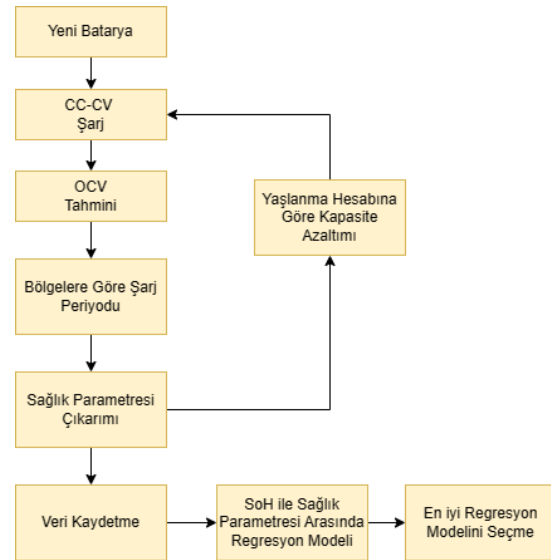 Yeni Batarya
CC-CV
Şarj
OCV
Tahmini
Yaşlanma Hesabına
Göre Kapasite
Azaltımı
Bölgelere Göre Şarj
Periyodu
Sağlık Parametresi
Çıkarımı
Veri Kaydetme
SoH ile Sağlık
Parametresi Arasında
Regresyon Modeli
En iyi Regresyon
Modelini Seçme